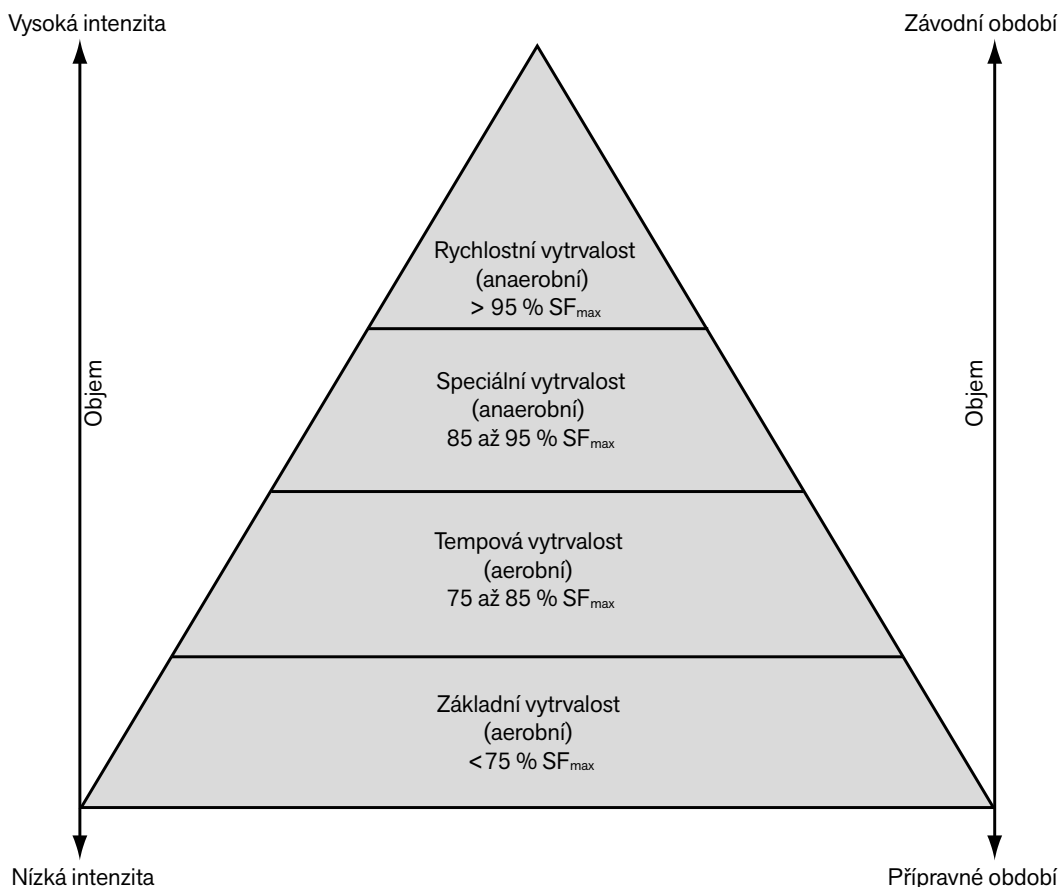 Vysoká intenzita
Závodní období
Rychlostní vytrvalost
(anaerobní)
> 95 % SFmax
Objem
Objem
Speciální vytrvalost
(anaerobní)
85 až 95 % SFmax
Tempová vytrvalost
(aerobní)
75 až 85 % SFmax
Základní vytrvalost
(aerobní)
<75 % SFmax
Nízká intenzita
Přípravné období